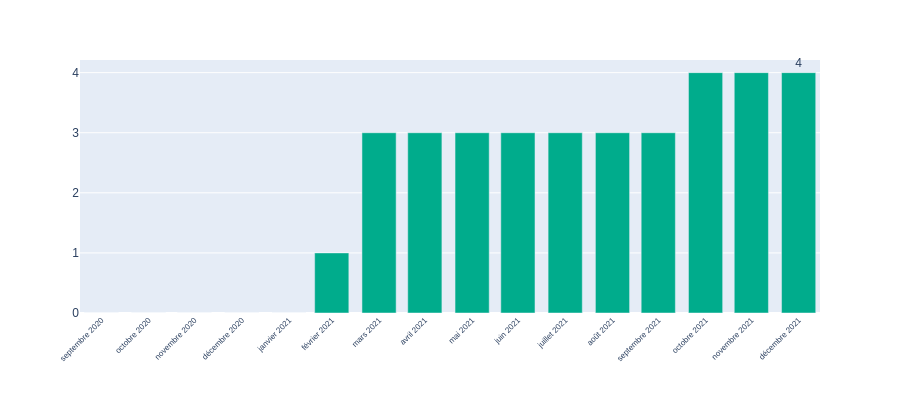 4
4
3
2
1
0
septembre 2020
octobre 2020
novembre 2020
décembre 2020
janvier 2021
février 2021
mars 2021
avril 2021
mai 2021
juin 2021
juillet 2021
août 2021
septembre 2021
octobre 2021
novembre 2021
décembre 2021